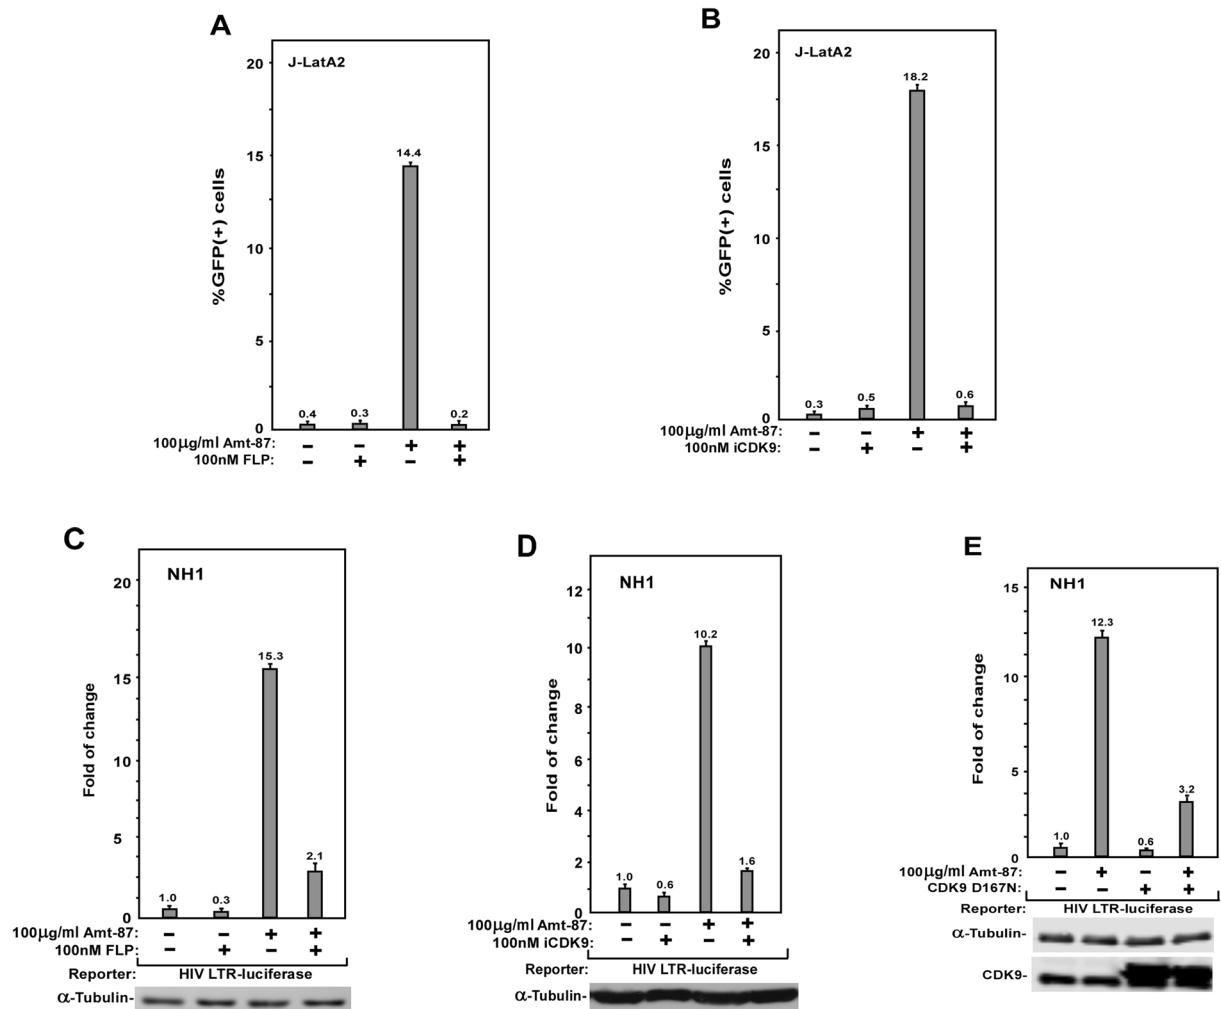 A
J-LatA2
%GFP(+) cells
20
15
10
5
0
0.4
0.3
14.4
0.2
100μg/ml Amt-87: – – + +
100nM FLP: – + – +
B
J-LatA2
%GFP(+) cells
20
15
10
5
0
0.3
0.5
18.2
0.6
100μg/ml Amt-87: – – + +
100nM iCDK9: – + – +
C
NH1
Fold of change
20
15
10
5
0
1.0
0.3
15.3
2.1
100μg/ml Amt-87: – – + +
100nM FLP: – + – +
Reporter: HIV LTR-luciferase
α-Tubulin-
D
NH1
Fold of change
12
10
8
6
4
2
0
1.0
0.6
10.2
1.6
100μg/ml Amt-87: – – + +
100nM iCDK9: – + – +
Reporter: HIV LTR-luciferase
α-Tubulin-
E
NH1
Fold of change
15
10
5
0
1.0
12.3
0.6
3.2
100μg/ml Amt-87: – + – +
CDK9 D167N: – – + +
Reporter: HIV LTR-luciferase
α-Tubulin-
CDK9-